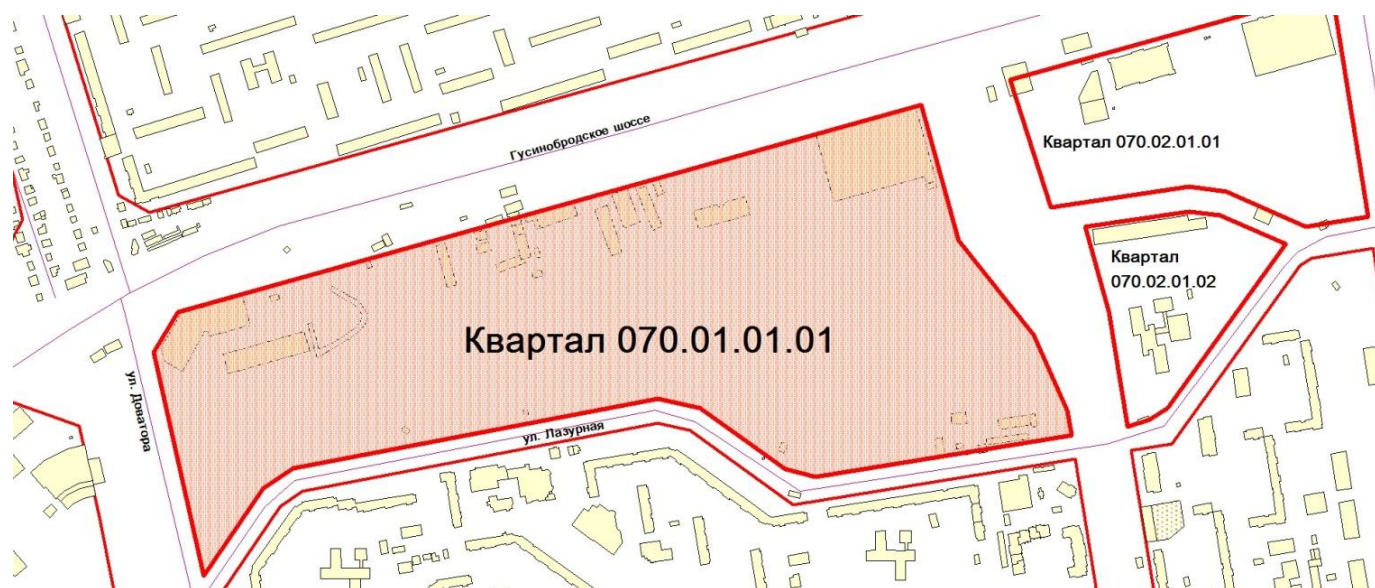 Гусинобродское шоссе
Квартал 070.02.01.01
Квартал
070.02.01.02
Квартал 070.01.01.01
ул. Доватора
ул. Лазурная